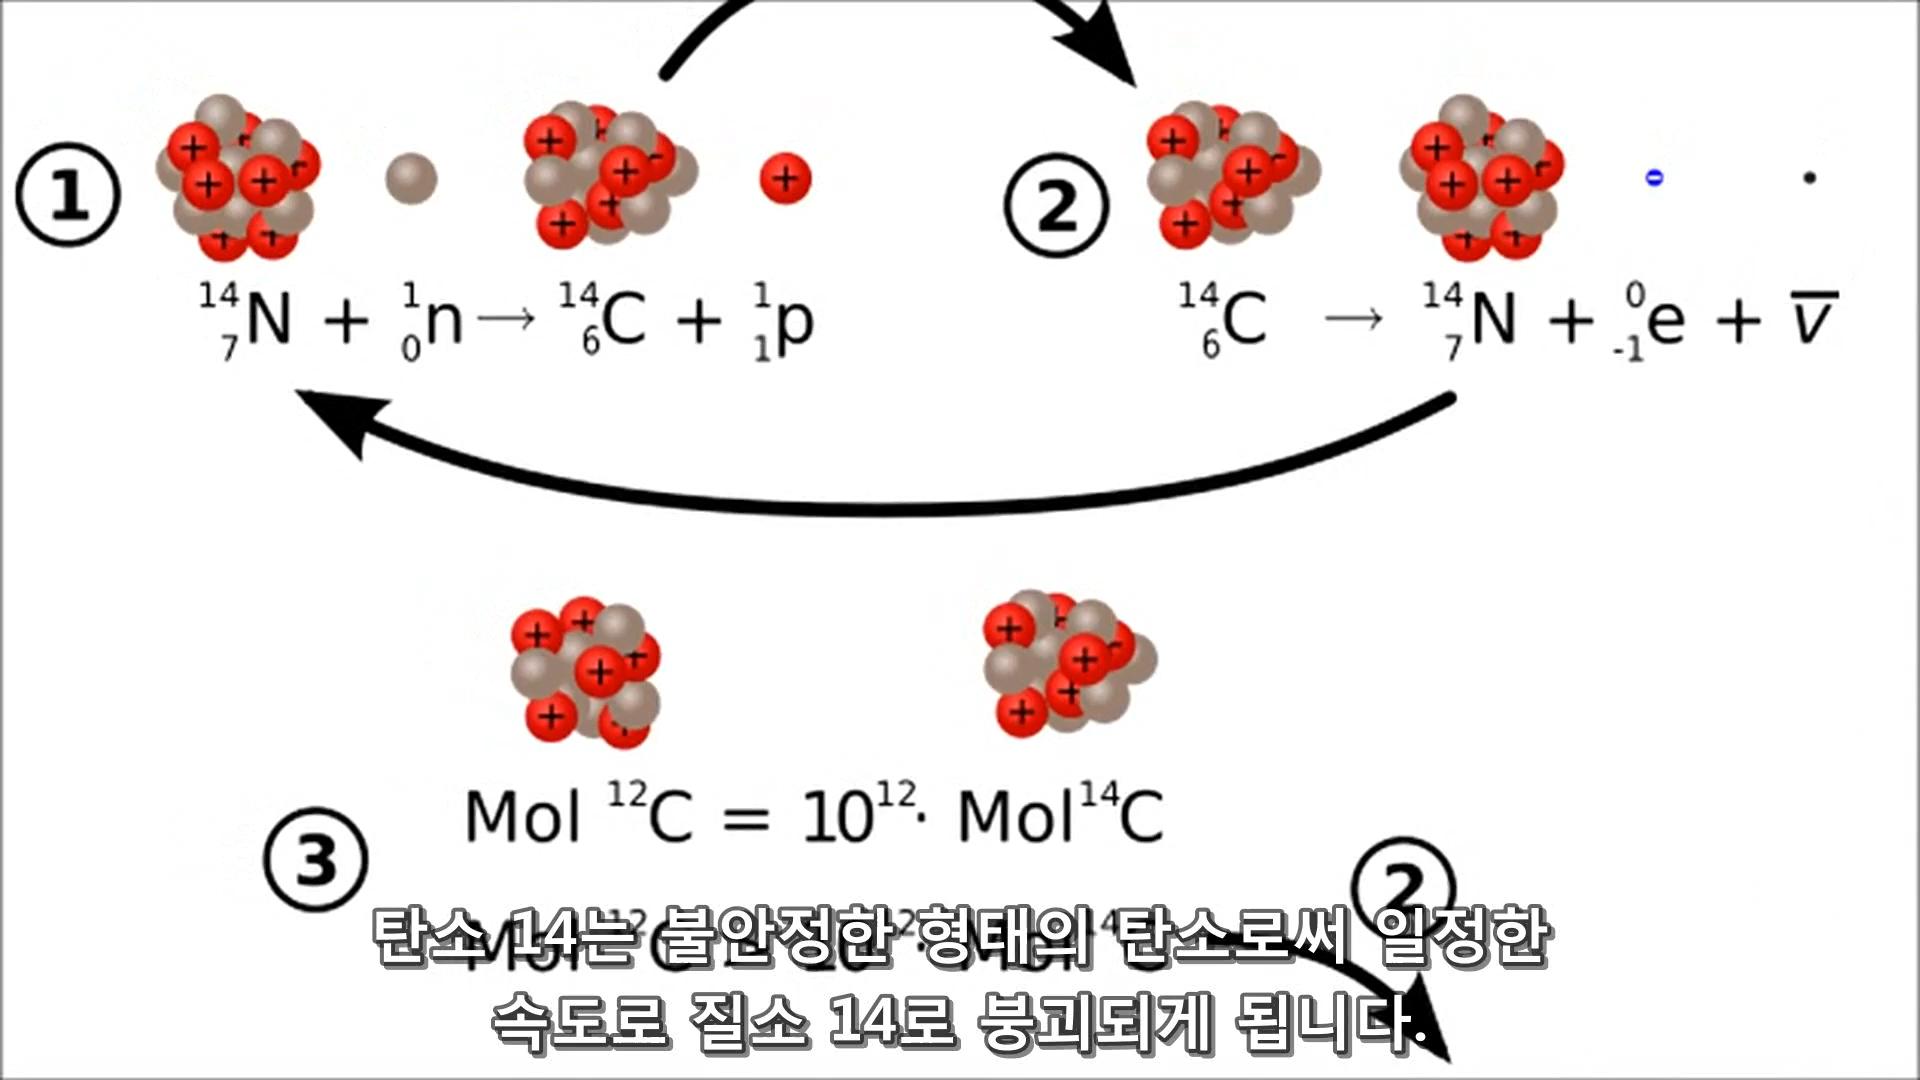 ①
¹⁴₇N + ¹₀n → ¹⁴₆C + ¹₁p
②
¹⁴₆C → ¹⁴₇N + ⁰₋₁e + v̅
③
Mol ¹²C = 10¹²· Mol¹⁴C
②
탄소 14는 불안정한 형태의 탄소로써 일정한
속도로 질소 14로 붕괴되게 됩니다.